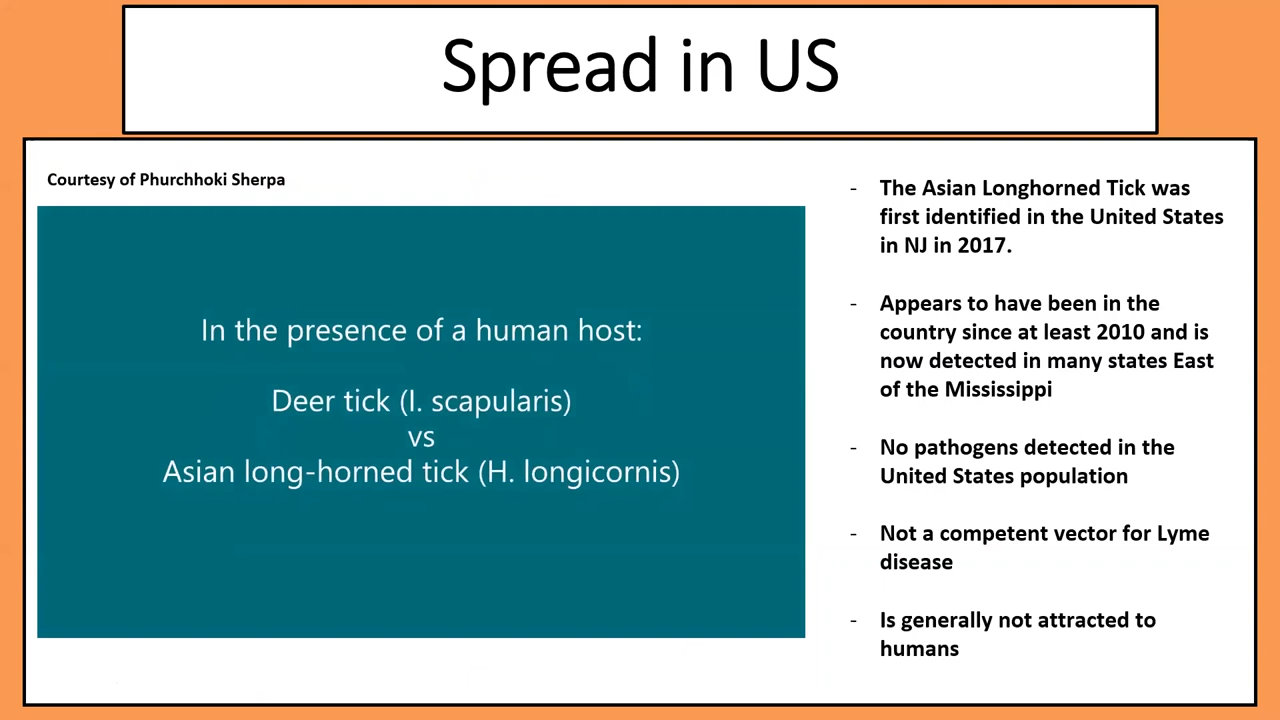 Spread in US
Courtesy of Phurchhoki Sherpa
In the presence of a human host:
Deer tick (I. scapularis)
vs
Asian long-horned tick (H. longicornis)
- The Asian Longhorned Tick was
first identified in the United States
in NJ in 2017.
- Appears to have been in the
country since at least 2010 and is
now detected in many states East
of the Mississippi
- No pathogens detected in the
United States population
- Not a competent vector for Lyme
disease
- Is generally not attracted to
humans